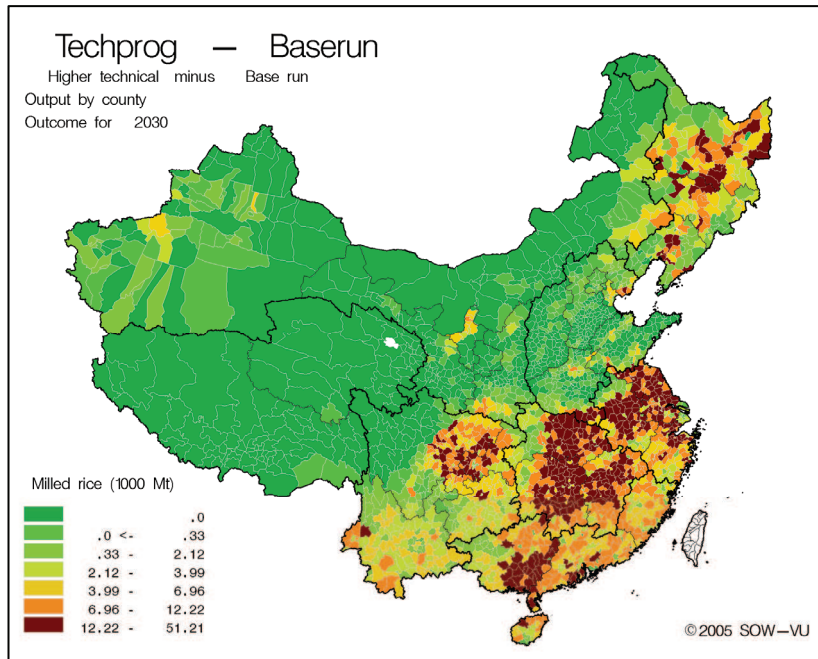 Techprog — Baserun
Higher technical minus Base run
Output by county
Outcome for 2030
Milled rice (1000 Mt)
.0
.0 <- .33
.33 - 2.12
2.12 - 3.99
3.99 - 6.96
6.96 - 12.22
12.22 - 51.21
©2005 SOW-VU